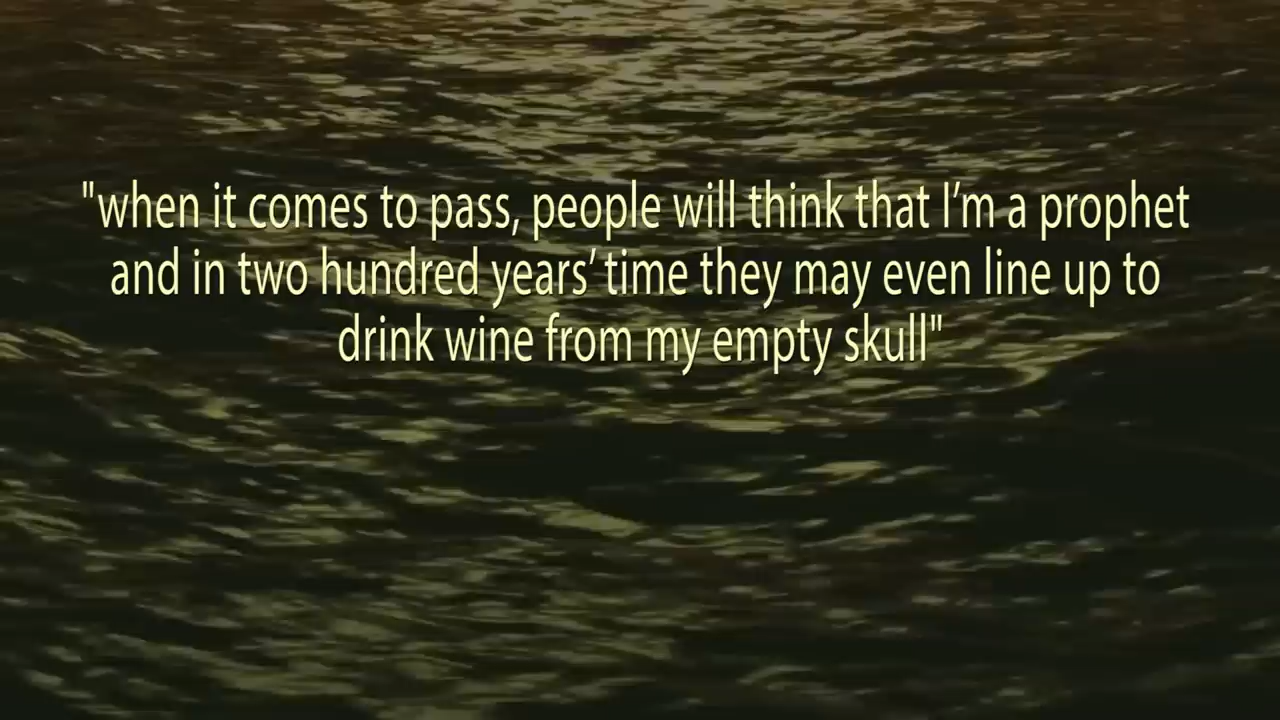 "when it comes to pass, people will think that I’m a prophet
and in two hundred years’ time they may even line up to
drink wine from my empty skull"